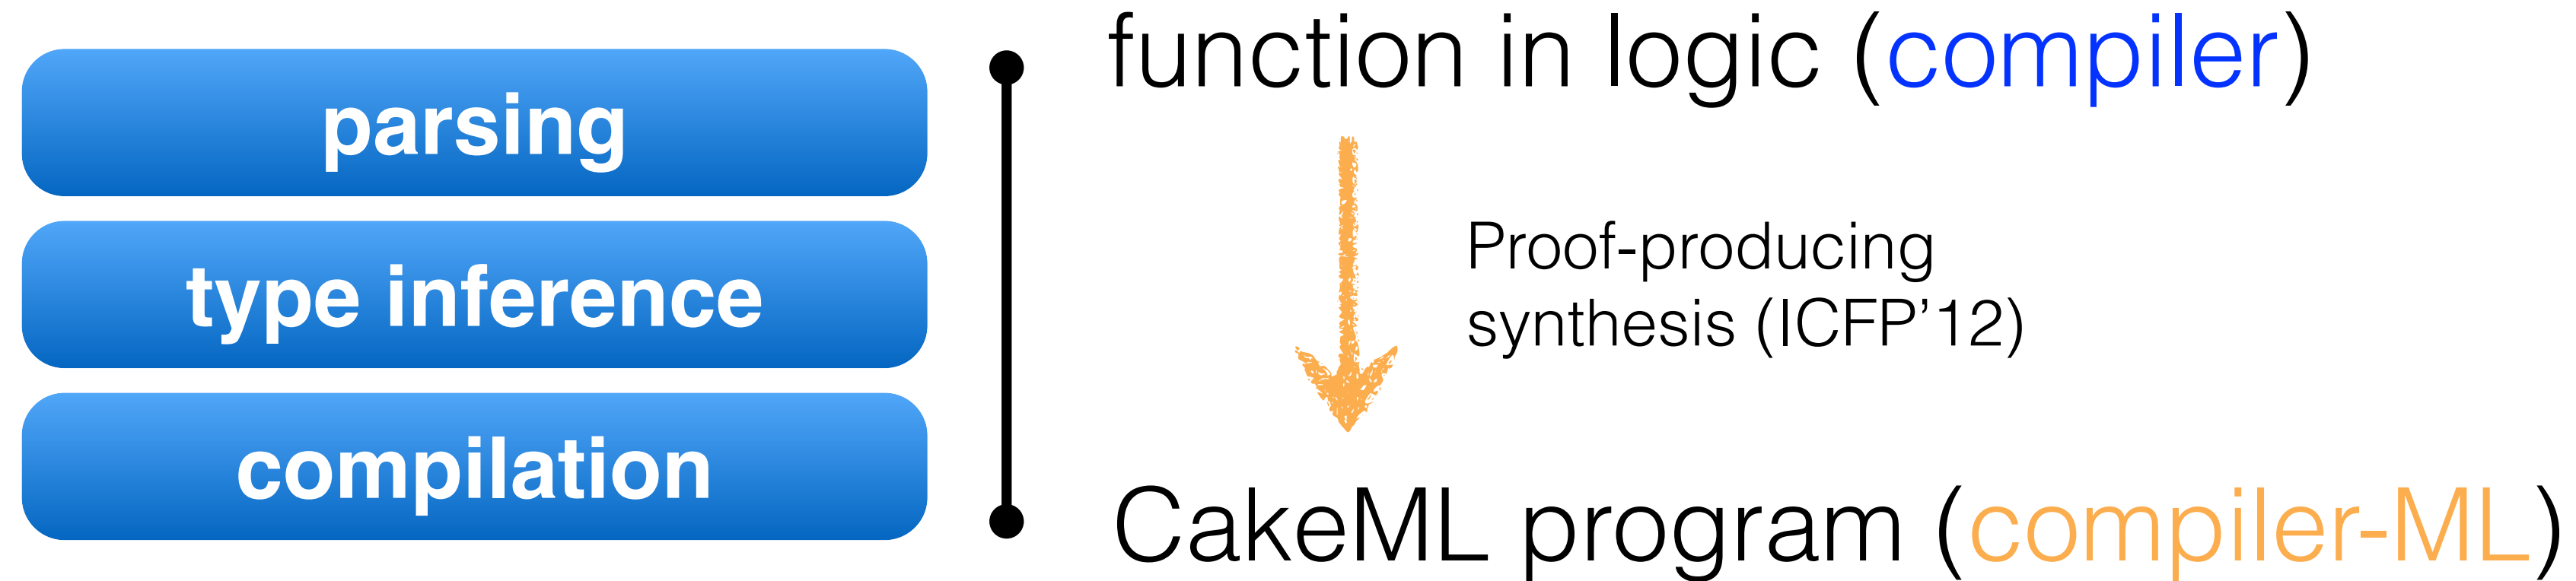 parsing
type inference
compilation
function in logic (compiler)
Proof-producing
synthesis (ICFP’12)
CakeML program (compiler-ML)